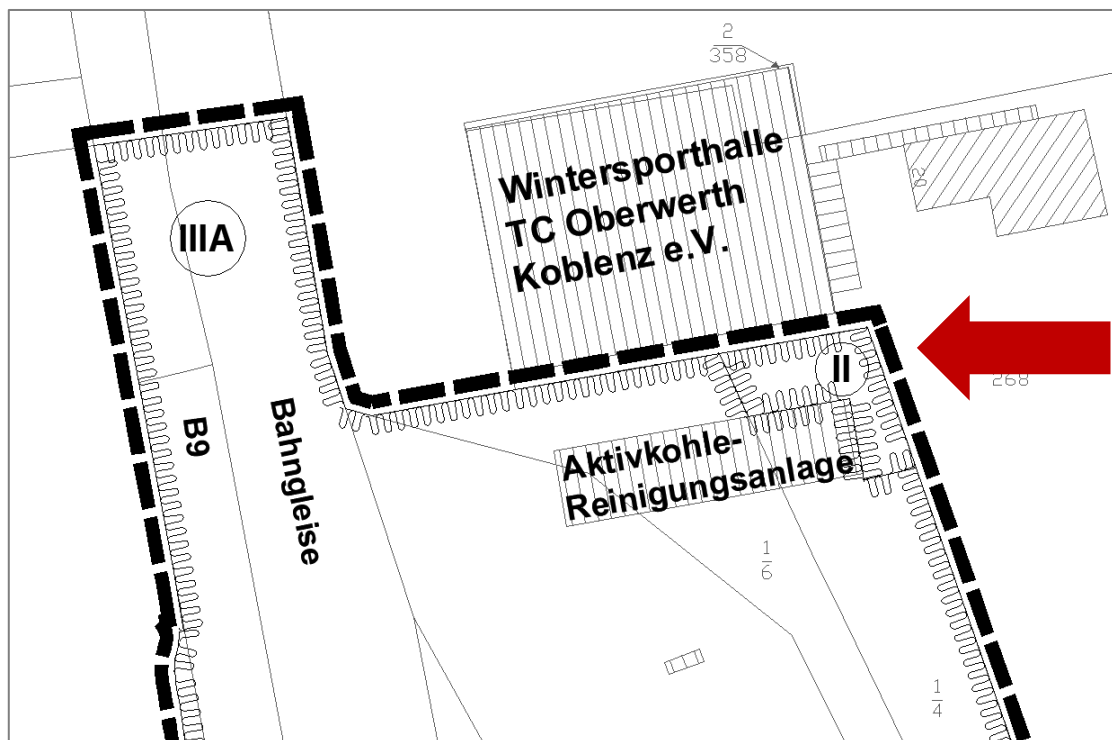 2
358
Wintersporthalle
TC Oberwerth
Koblenz e.V.
20
IIIA
II
268
B9
Bahngleise
Aktivkohle-
Reinigungsanlage
1
6
1
4